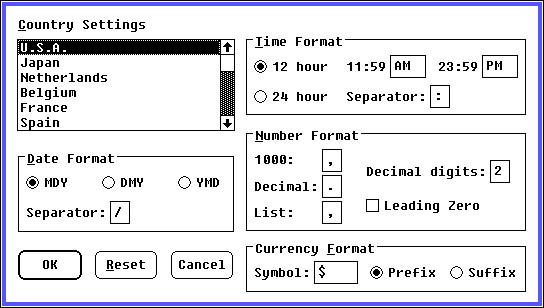 Country Settings
U.S.A.
Japan
Netherlands
Belgium
France
Spain
Time Format
12 hour 11:59 AM 23:59 PM
24 hour Separator: :
Date Format
MDY DMY YMD
Separator: /
Number Format
1000: ,
Decimal: .
List: ,
Decimal digits: 2
Leading Zero
OK Reset Cancel
Currency Format
Symbol: $ Prefix Suffix